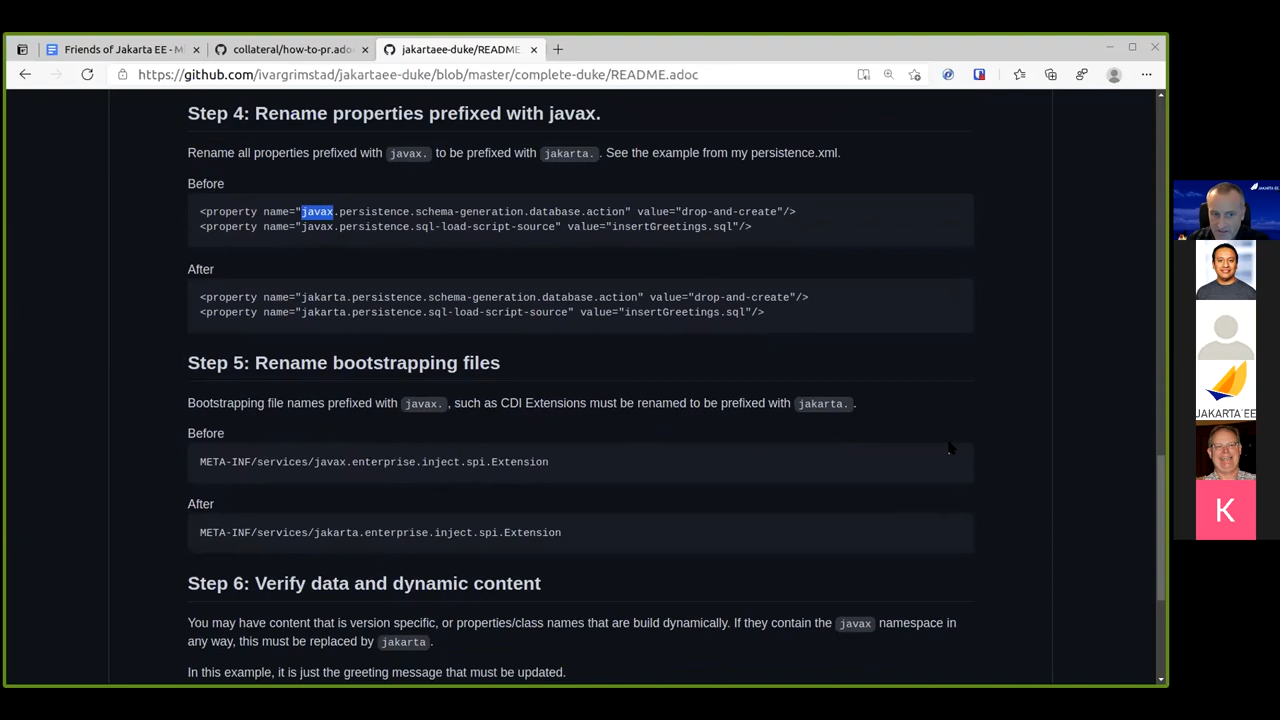 Friends of Jakarta EE - Mi
collateral/how-to-pr.adoc
jakartaee-duke/README
https://github.com/ivargrimstad/jakartaee-duke/blob/master/complete-duke/README.adoc
Step 4: Rename properties prefixed with javax.
Rename all properties prefixed with javax. to be prefixed with jakarta. . See the example from my persistence.xml.
Before
<property name="javax.persistence.schema-generation.database.action" value="drop-and-create"/>
<property name="javax.persistence.sql-load-script-source" value="insertGreetings.sql"/>
After
<property name="jakarta.persistence.schema-generation.database.action" value="drop-and-create"/>
<property name="jakarta.persistence.sql-load-script-source" value="insertGreetings.sql"/>
Step 5: Rename bootstrapping files
Bootstrapping file names prefixed with javax. , such as CDI Extensions must be renamed to be prefixed with jakarta. .
Before
META-INF/services/javax.enterprise.inject.spi.Extension
After
META-INF/services/jakarta.enterprise.inject.spi.Extension
Step 6: Verify data and dynamic content
You may have content that is version specific, or properties/class names that are build dynamically. If they contain the javax namespace in
any way, this must be replaced by jakarta .
In this example, it is just the greeting message that must be updated.
JAKARTA EE
JAKARTA EE
K